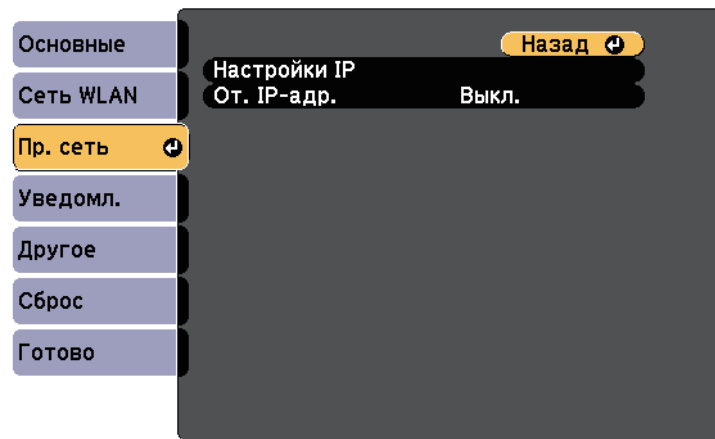 Основные
Сеть WLAN
Пр. сеть
Уведомл.
Другое
Сброс
Готово
Назад
Настройки IP
От. IP-адр. Выкл.